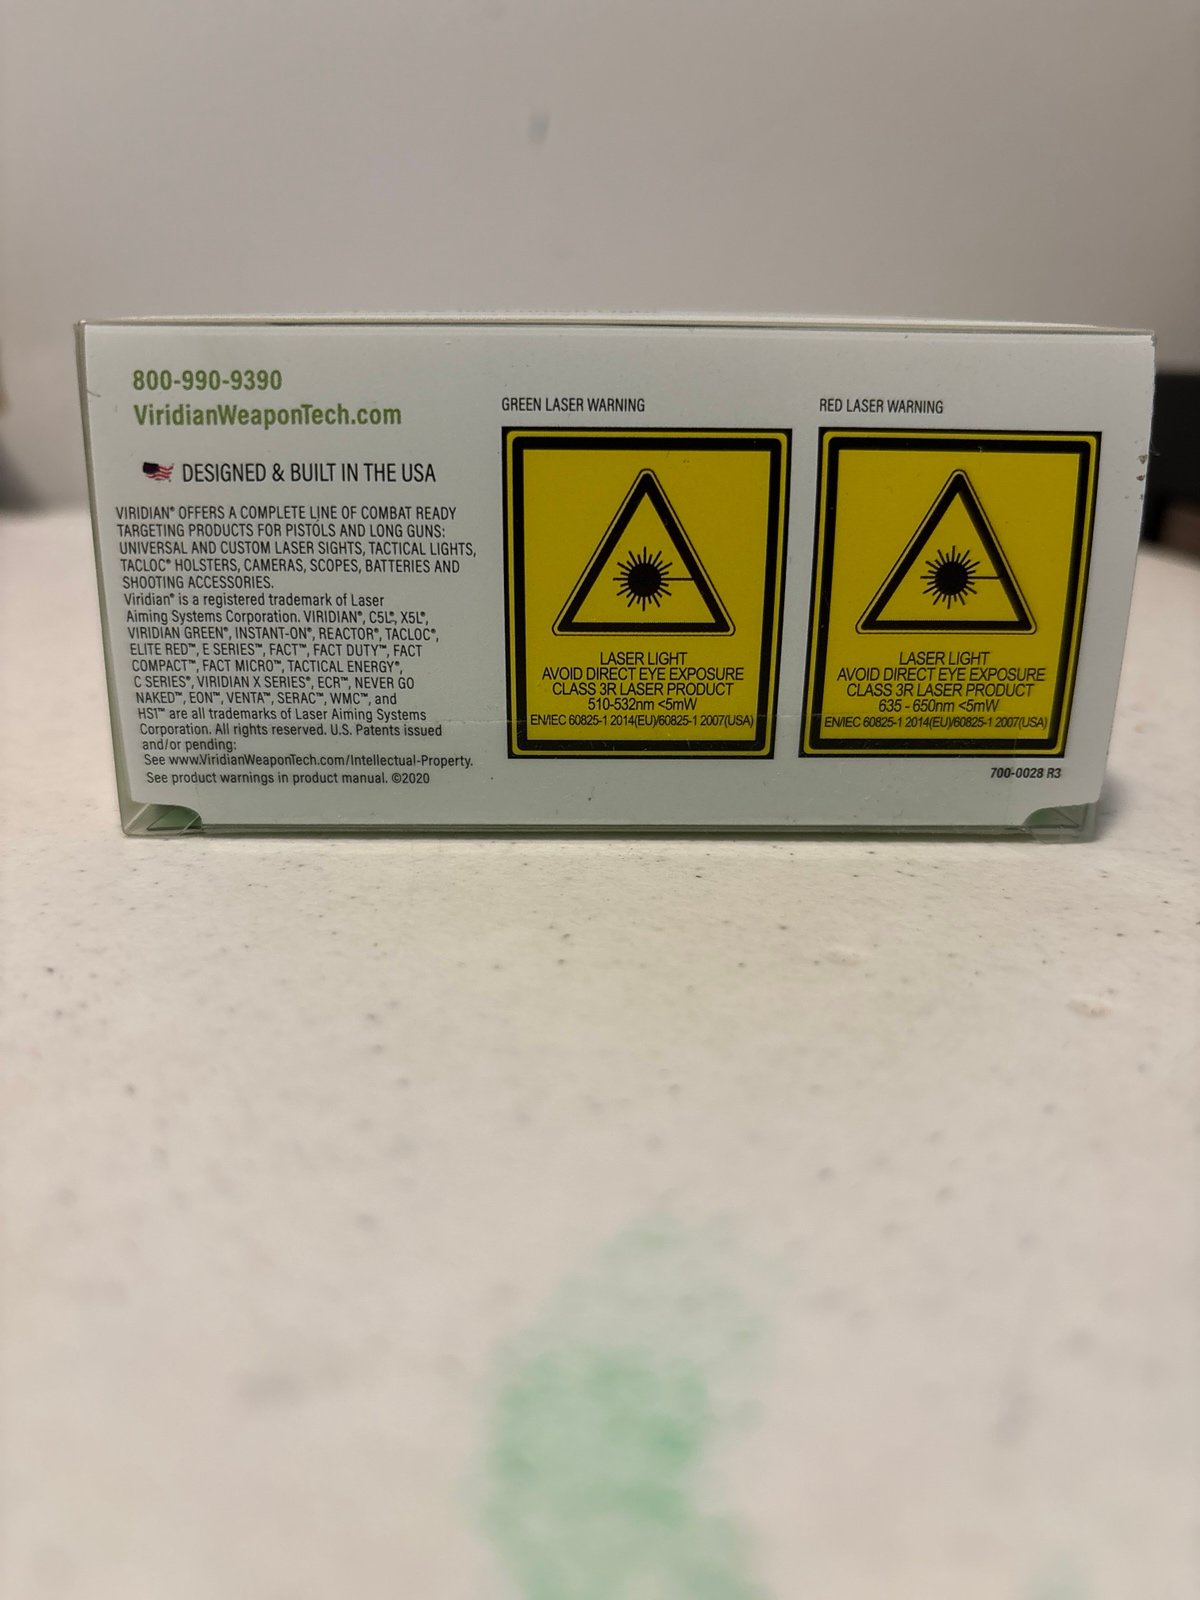 800-990-9390
ViridianWeaponTech.com
DESIGNED & BUILT IN THE USA
VIRIDIAN® OFFERS A COMPLETE LINE OF COMBAT READY
TARGETING PRODUCTS FOR PISTOLS AND LONG GUNS:
UNIVERSAL AND CUSTOM LASER SIGHTS, TACTICAL LIGHTS,
TACLOC® HOLSTERS, CAMERAS, SCOPES, BATTERIES AND
SHOOTING ACCESSORIES.
Viridian® is a registered trademark of Laser
Aiming Systems Corporation. VIRIDIAN®, C5L®, X5L®,
VIRIDIAN GREEN®, INSTANT-ON®, REACTOR®, TACLOC®,
ELITE RED™, E SERIES™, FACT™, FACT DUTY™, FACT
COMPACT™, FACT MICRO™, TACTICAL ENERGY®,
C SERIES®, VIRIDIAN X SERIES®, ECR™, NEVER GO
NAKED™, EON™, VENTA™, SERAC™, WMC™, and
HS1™ are all trademarks of Laser Aiming Systems
Corporation. All rights reserved. U.S. Patents issued
and/or pending:
See www.ViridianWeaponTech.com/Intellectual-Property.
See product warnings in product manual. ©2020
GREEN LASER WARNING
LASER LIGHT
AVOID DIRECT EYE EXPOSURE
CLASS 3R LASER PRODUCT
510-532nm <5mW
EN/IEC 60825-1 2014(EU)/60825-1 2007(USA)
RED LASER WARNING
LASER LIGHT
AVOID DIRECT EYE EXPOSURE
CLASS 3R LASER PRODUCT
635 - 650nm <5mW
EN/IEC 60825-1 2014(EU)/60825-1 2007(USA)
700-0028 R3